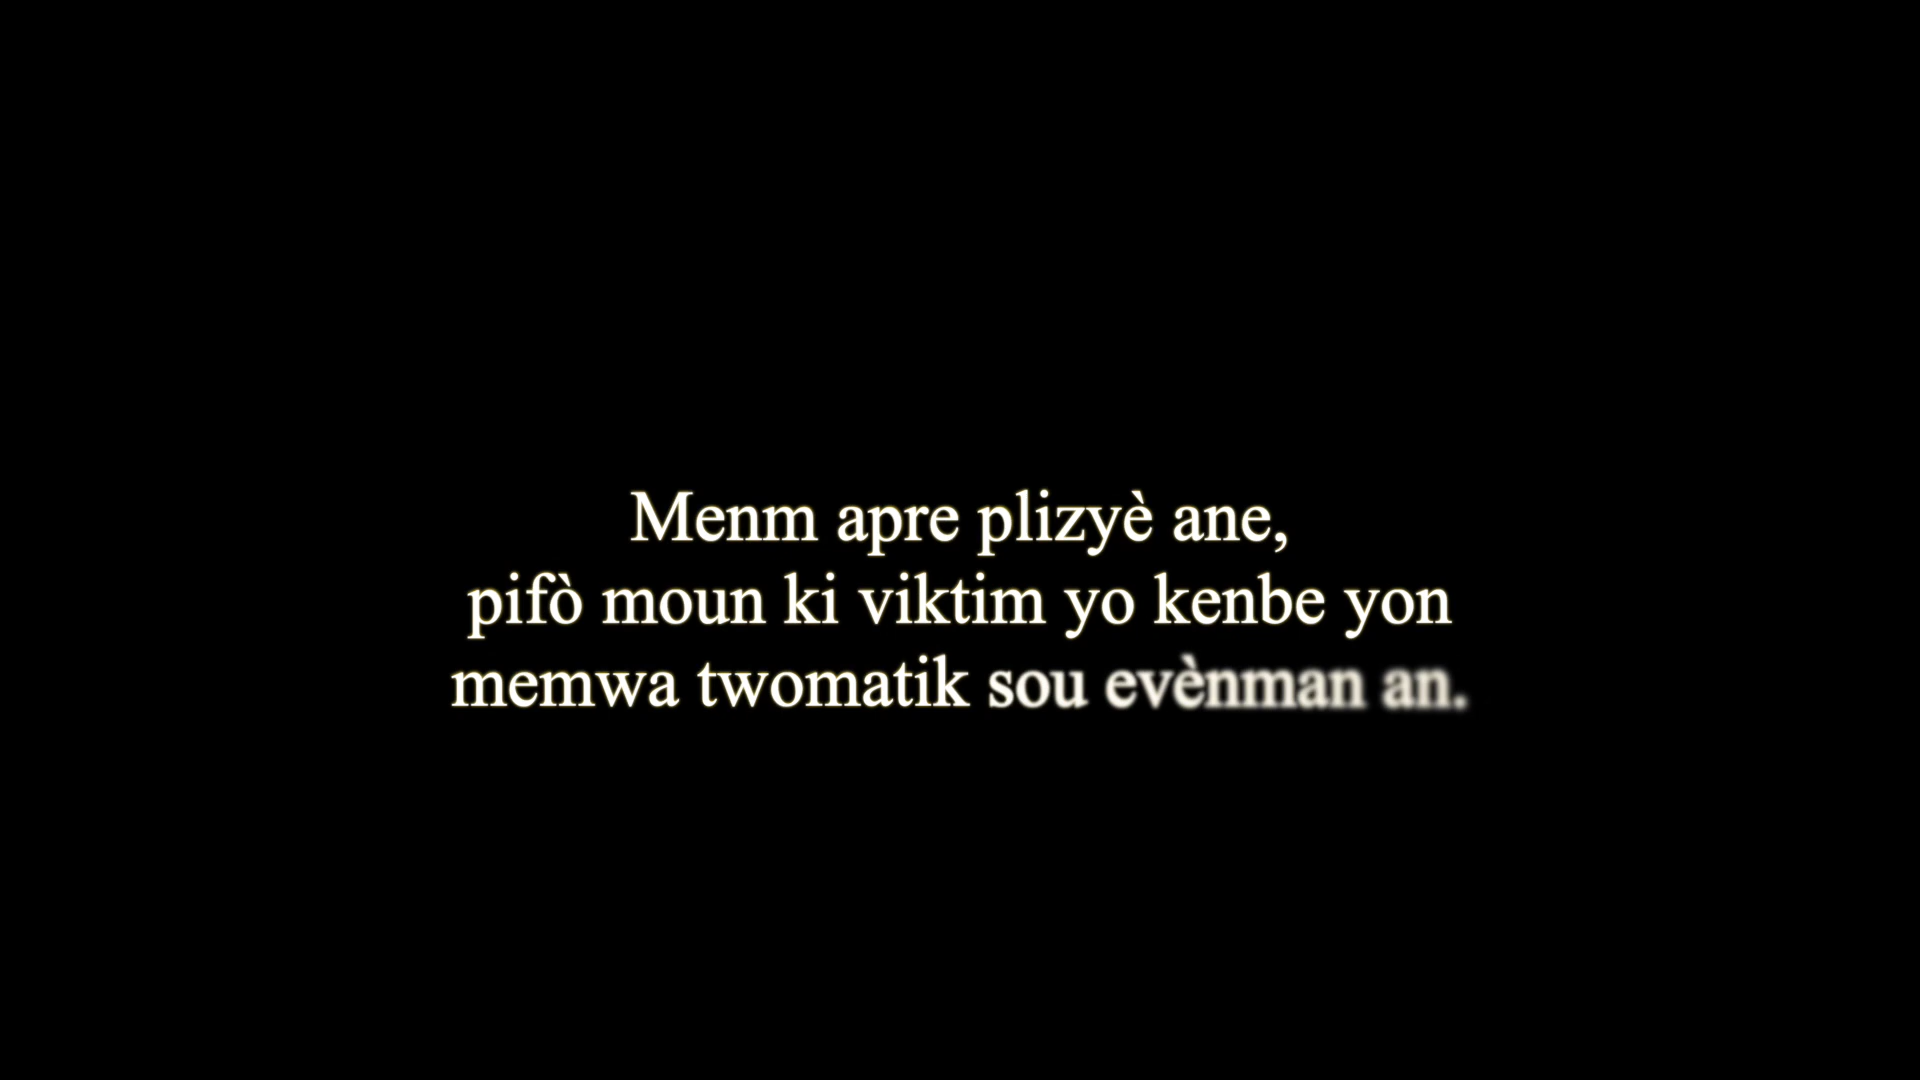 Menm apre plizyè ane,
pifò moun ki viktim yo kenbe yon
memwa twomatik sou evènman an.